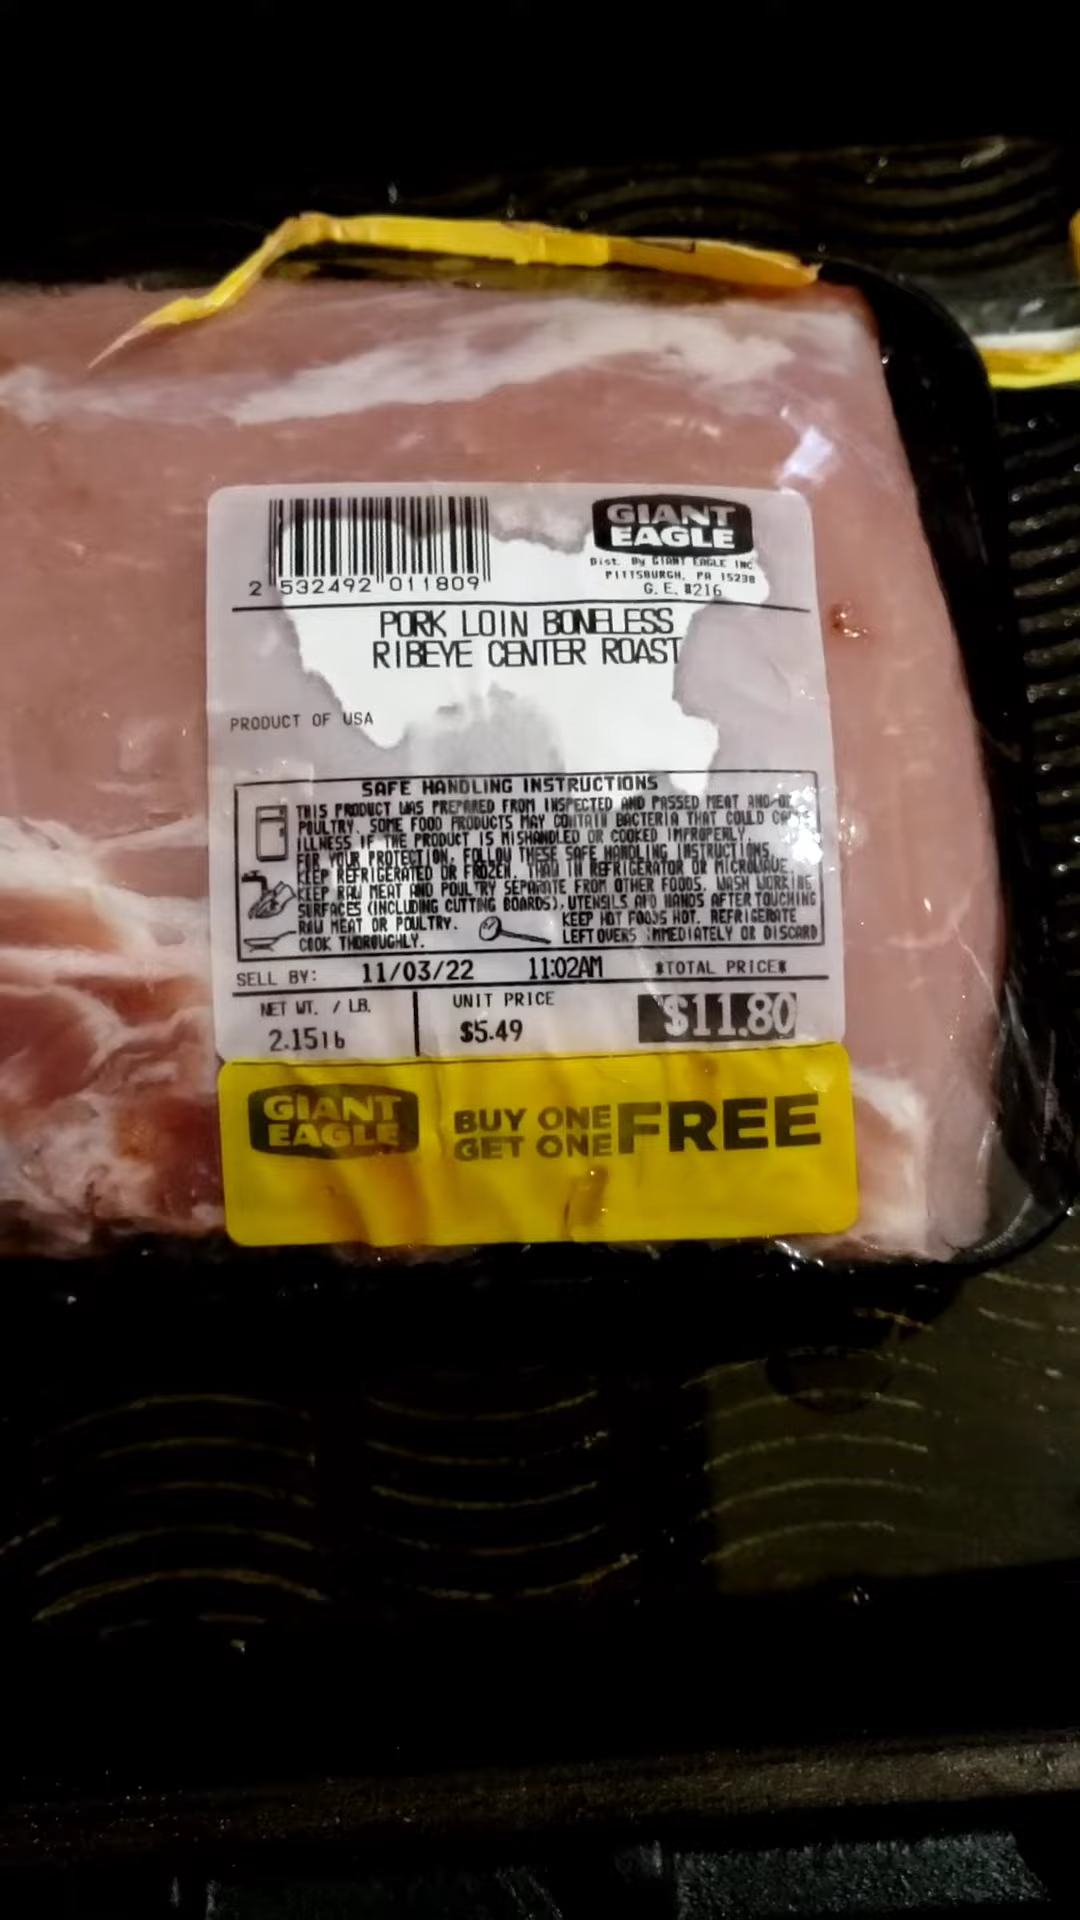 2 532492 011809
GIANT
EAGLE
Dist. By GIANT EAGLE INC
PITTSBURGH, PA 15238
G. E. #216
PORK LOIN BONELESS
RIBEYE CENTER ROAST
PRODUCT OF USA
SAFE HANDLING INSTRUCTIONS
THIS PRODUCT WAS PREPARED FROM INSPECTED AND PASSED MEAT AND/OR
POULTRY. SOME FOOD PRODUCTS MAY CONTAIN BACTERIA THAT COULD CAUSE
ILLNESS IF THE PRODUCT IS MISHANDLED OR COOKED IMPROPERLY.
FOR YOUR PROTECTION, FOLLOW THESE SAFE HANDLING INSTRUCTIONS.
KEEP REFRIGERATED OR FROZEN. THAW IN REFRIGERATOR OR MICROWAVE.
KEEP RAW MEAT AND POULTRY SEPARATE FROM OTHER FOODS. WASH WORKING
SURFACES (INCLUDING CUTTING BOARDS), UTENSILS AND HANDS AFTER TOUCHING
RAW MEAT OR POULTRY.
COOK THOROUGHLY.
KEEP HOT FOODS HOT. REFRIGERATE
LEFTOVERS IMMEDIATELY OR DISCARD
SELL BY: 11/03/22 11:02AM *TOTAL PRICE*
NET WT. / LB. UNIT PRICE
2.15lb $5.49 $11.80
GIANT
EAGLE
BUY ONE
GET ONE FREE